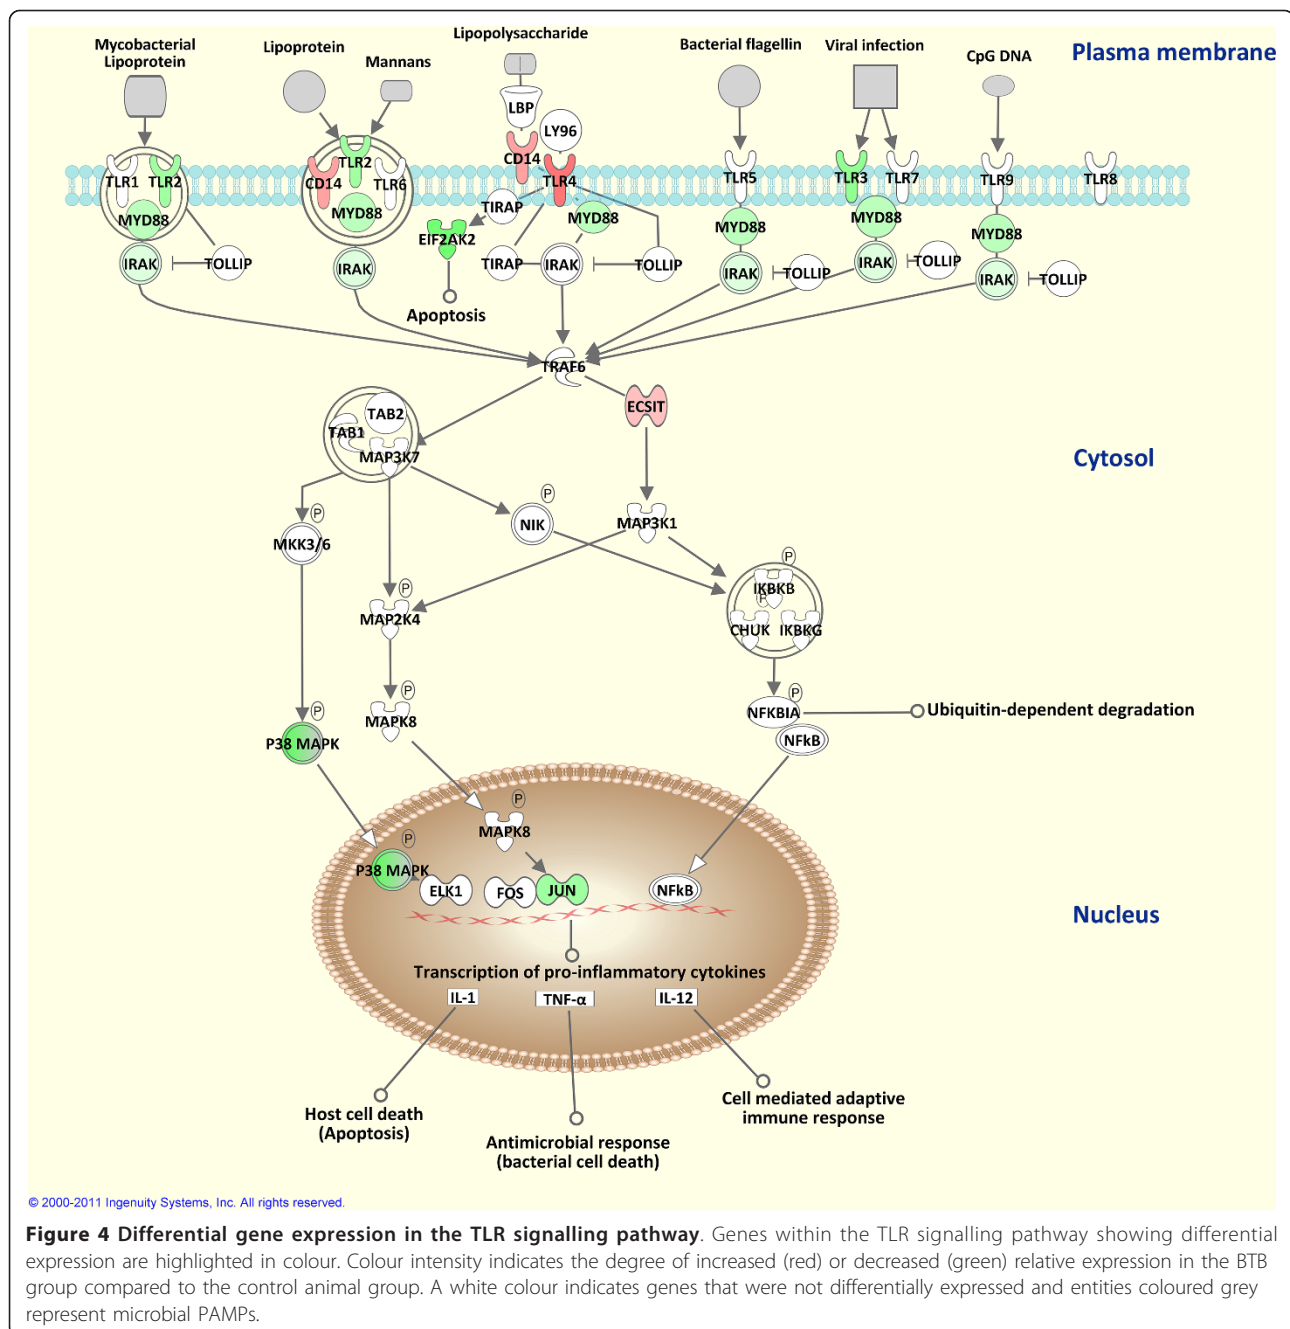 Mycobacterial
Lipoprotein
Lipoprotein
Mannans
Lipopolysaccharide
Bacterial flagellin
Viral infection
CpG DNA
Plasma membrane
LBP
LY96
CD14
TLR4
TLR1
TLR2
MYD88
TLR2
CD14
TLR6
MYD88
TLR5
TLR3
TLR7
TLR9
TLR8
TIRAP
MYD88
EIF2AK2
MYD88
MYD88
MYD88
IRAK
TOLLIP
IRAK
TIRAP
IRAK
TOLLIP
IRAK
TOLLIP
IRAK
TOLLIP
IRAK
TOLLIP
Apoptosis
TRAF6
ECSIT
TAB2
TAB1
MAP3K7
Cytosol
P
P
NIK
MAP3K1
MKK3/6
P
IKBKB
P
CHUK
IKBKG
P
MAP2K4
P
MAPK8
P
NFKBIA
Ubiquitin-dependent degradation
P
P38 MAPK
NFkB
P
MAPK8
P
P38 MAPK
ELK1
FOS
JUN
NFkB
Nucleus
Transcription of pro-inflammatory cytokines
IL-1
TNF-α
IL-12
Host cell death
(Apoptosis)
Antimicrobial response
(bacterial cell death)
Cell mediated adaptive
immune response
© 2000-2011 Ingenuity Systems, Inc. All rights reserved.
Figure 4 Differential gene expression in the TLR signalling pathway. Genes within the TLR signalling pathway showing differential
expression are highlighted in colour. Colour intensity indicates the degree of increased (red) or decreased (green) relative expression in the BTB
group compared to the control animal group. A white colour indicates genes that were not differentially expressed and entities coloured grey
represent microbial PAMPs.